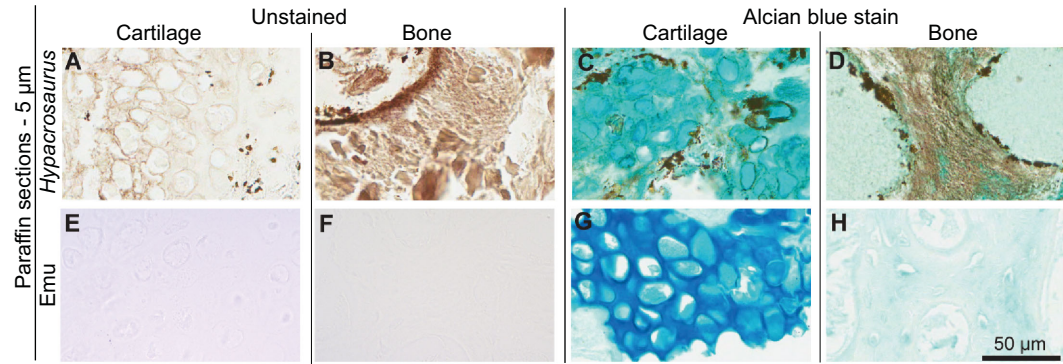 Unstained
Alcian blue stain
Cartilage
Bone
Cartilage
Bone
Paraffin sections - 5 µm
Hypacrosaurus
Emu
A
B
C
D
E
F
G
H
50 µm